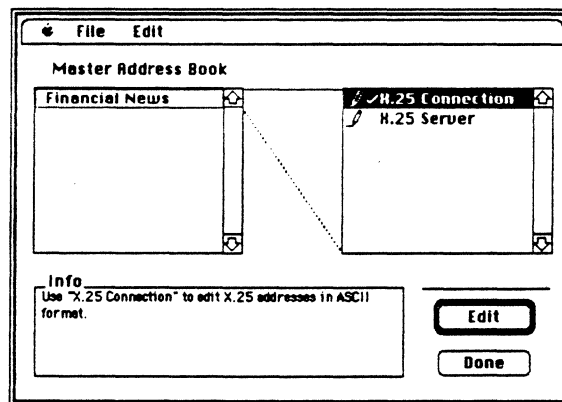 File Edit
Master Address Book
Financial News
✓X.25 Connection
X.25 Server
Info
Use "X.25 Connection" to edit X.25 addresses in ASCII
format.
Edit
Done